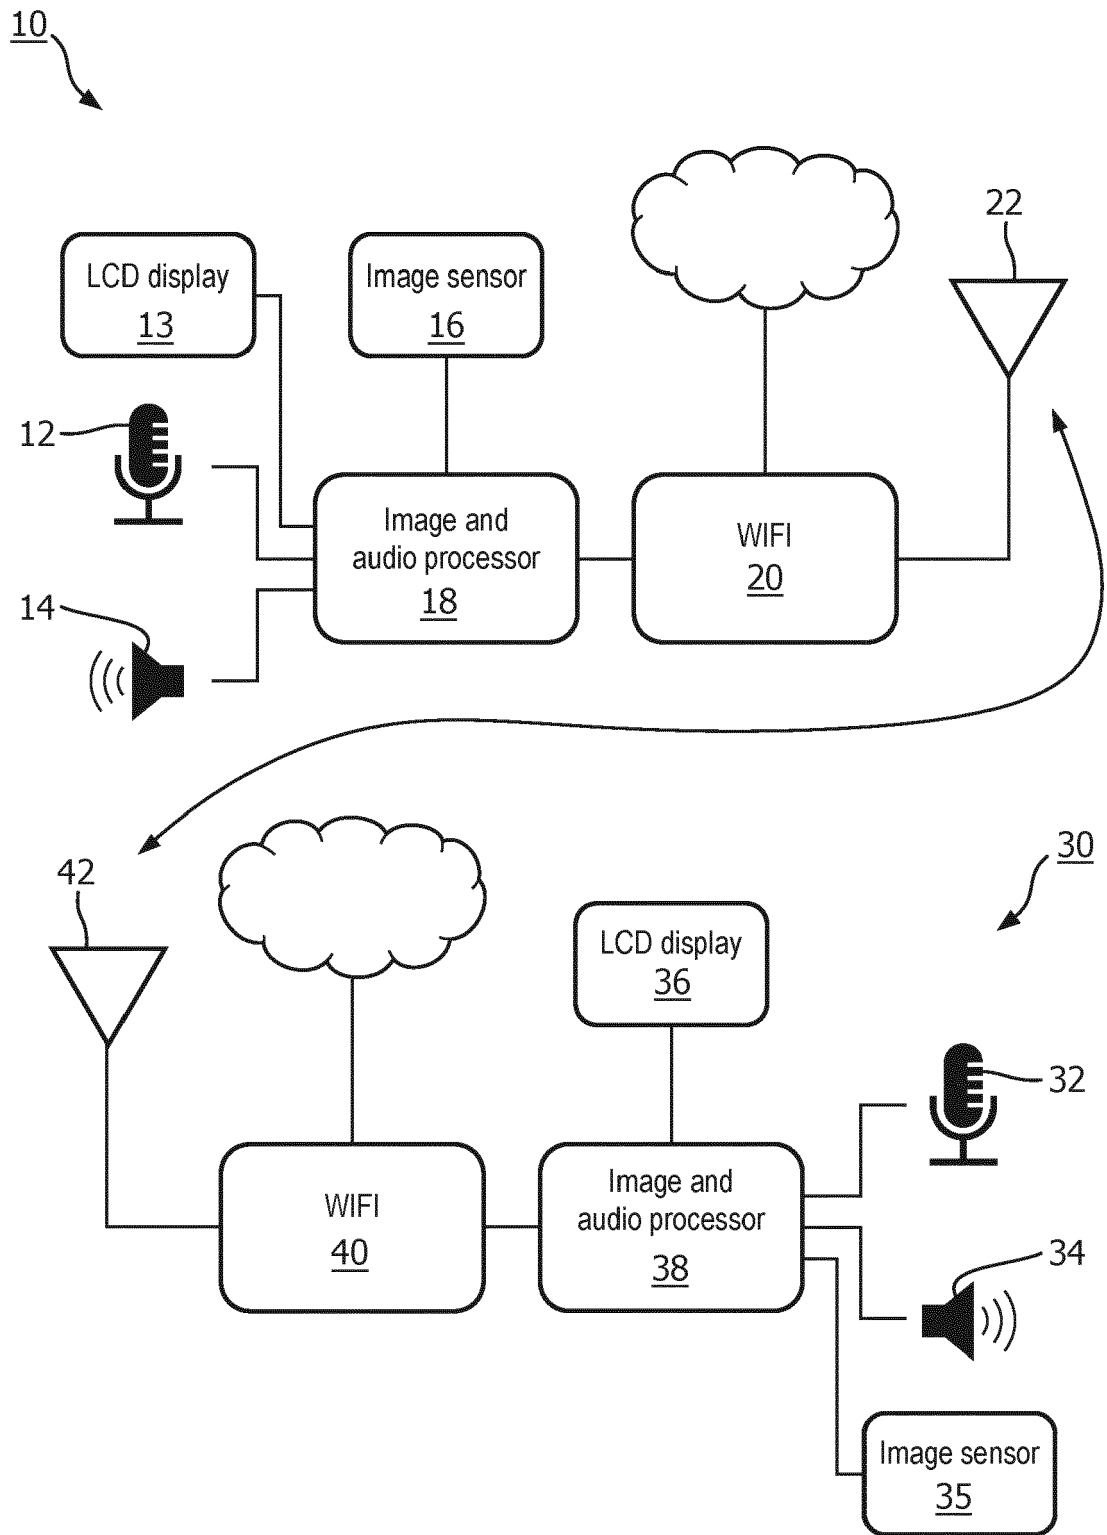 10
22
LCD display
13
Image sensor
16
12
14
Image and
audio processor
18
WIFI
20
30
42
LCD display
36
32
WIFI
40
Image and
audio processor
38
34
Image sensor
35